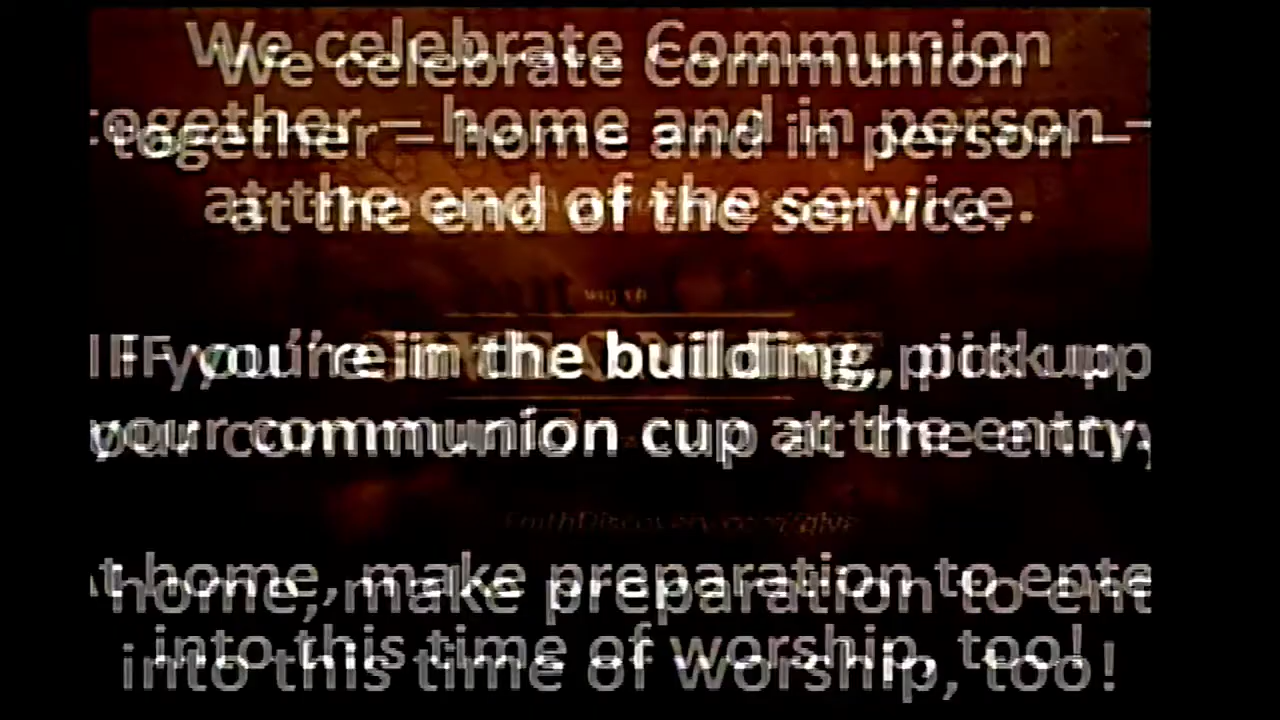 We celebrate Communion
together – home and in person –
at the end of the service.
IF you're in the building, pick up
your communion cup at the entry,
At home, make preparation to ente
into this time of worship, too!